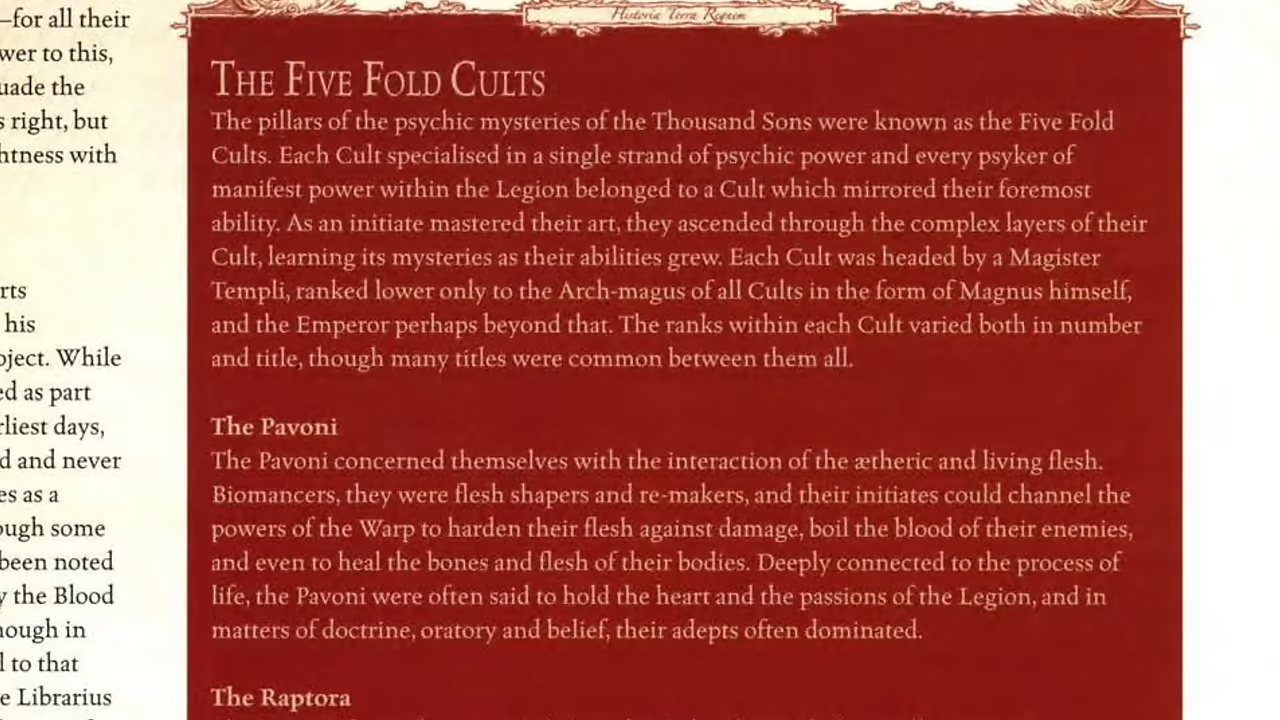 –for all their
wer to this,
uade the
s right, but
htness with
rts
his
oject. While
ed as part
rliest days,
d and never
es as a
ough some
been noted
y the Blood
hough in
l to that
e Librarius
Historia Terra Regnum
THE FIVE FOLD CULTS
The pillars of the psychic mysteries of the Thousand Sons were known as the Five Fold
Cults. Each Cult specialised in a single strand of psychic power and every psyker of
manifest power within the Legion belonged to a Cult which mirrored their foremost
ability. As an initiate mastered their art, they ascended through the complex layers of their
Cult, learning its mysteries as their abilities grew. Each Cult was headed by a Magister
Templi, ranked lower only to the Arch-magus of all Cults in the form of Magnus himself,
and the Emperor perhaps beyond that. The ranks within each Cult varied both in number
and title, though many titles were common between them all.
The Pavoni
The Pavoni concerned themselves with the interaction of the ætheric and living flesh.
Biomancers, they were flesh shapers and re-makers, and their initiates could channel the
powers of the Warp to harden their flesh against damage, boil the blood of their enemies,
and even to heal the bones and flesh of their bodies. Deeply connected to the process of
life, the Pavoni were often said to hold the heart and the passions of the Legion, and in
matters of doctrine, oratory and belief, their adepts often dominated.
The Raptora